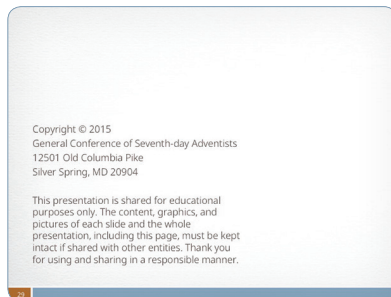 Copyright © 2015
General Conference of Seventh-day Adventists
12501 Old Columbia Pike
Silver Spring, MD 20904
This presentation is shared for educational
purposes only. The content, graphics, and
pictures of each slide and the whole
presentation, including this page, must be kept
intact if shared with other entities. Thank you
for using and sharing in a responsible manner.
29